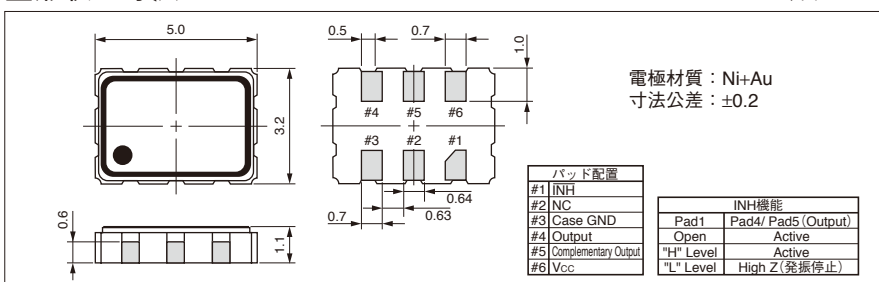 5.0
0.5
0.7
1.0
電極材質：Ni+Au
寸法公差：±0.2
3.2
#4 #5 #6
#3 #2 #1
0.64
0.63
0.7
0.6
1.1
パッド配置
#1 INH
#2 NC
#3 Case GND
#4 Output
#5 Complementary Output
#6 Vcc
INH機能
Pad1 Pad4/ Pad5 (Output)
Open Active
"H" Level Active
"L" Level High Z (発振停止)